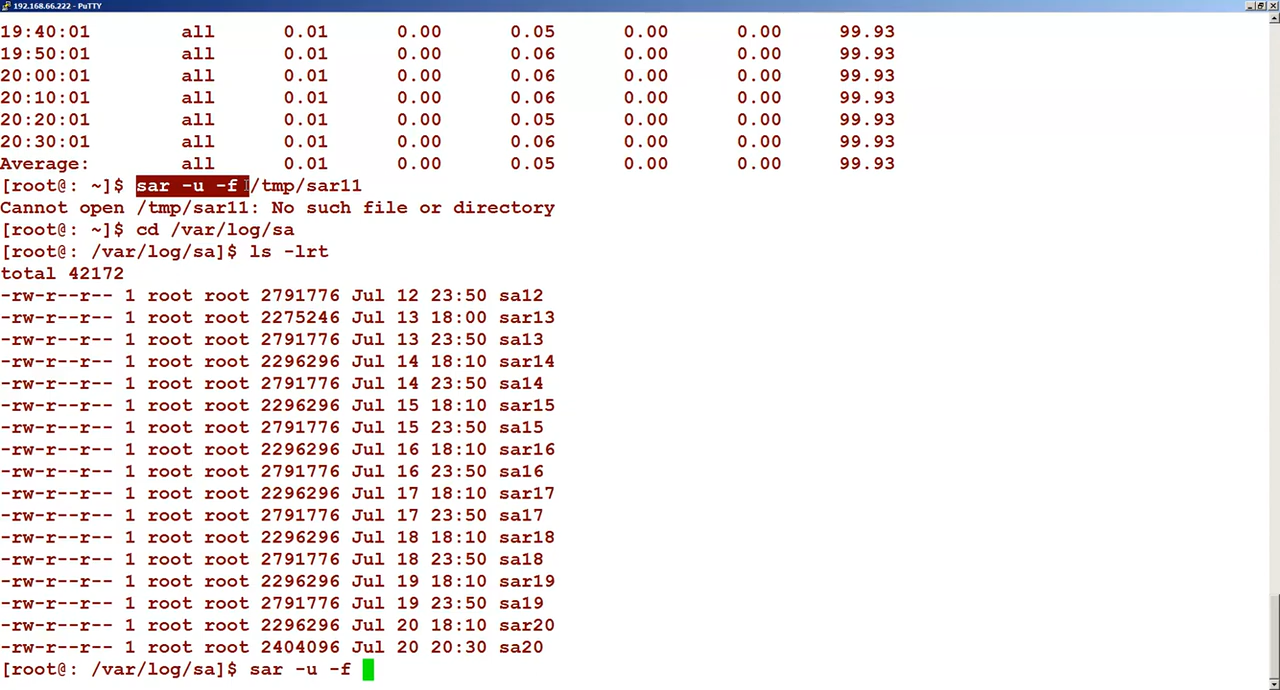 192.168.66.222 - PuTTY
19:40:01 all 0.01 0.00 0.05 0.00 0.00 99.93
19:50:01 all 0.01 0.00 0.06 0.00 0.00 99.93
20:00:01 all 0.01 0.00 0.06 0.00 0.00 99.93
20:10:01 all 0.01 0.00 0.06 0.00 0.00 99.93
20:20:01 all 0.01 0.00 0.05 0.00 0.00 99.93
20:30:01 all 0.01 0.00 0.06 0.00 0.00 99.93
Average: all 0.01 0.00 0.05 0.00 0.00 99.93
[root@: ~]$ sar -u -f /tmp/sar11
Cannot open /tmp/sar11: No such file or directory
[root@: ~]$ cd /var/log/sa
[root@: /var/log/sa]$ ls -lrt
total 42172
-rw-r--r-- 1 root root 2791776 Jul 12 23:50 sa12
-rw-r--r-- 1 root root 2275246 Jul 13 18:00 sar13
-rw-r--r-- 1 root root 2791776 Jul 13 23:50 sa13
-rw-r--r-- 1 root root 2296296 Jul 14 18:10 sar14
-rw-r--r-- 1 root root 2791776 Jul 14 23:50 sa14
-rw-r--r-- 1 root root 2296296 Jul 15 18:10 sar15
-rw-r--r-- 1 root root 2791776 Jul 15 23:50 sa15
-rw-r--r-- 1 root root 2296296 Jul 16 18:10 sar16
-rw-r--r-- 1 root root 2791776 Jul 16 23:50 sa16
-rw-r--r-- 1 root root 2296296 Jul 17 18:10 sar17
-rw-r--r-- 1 root root 2791776 Jul 17 23:50 sa17
-rw-r--r-- 1 root root 2296296 Jul 18 18:10 sar18
-rw-r--r-- 1 root root 2791776 Jul 18 23:50 sa18
-rw-r--r-- 1 root root 2296296 Jul 19 18:10 sar19
-rw-r--r-- 1 root root 2791776 Jul 19 23:50 sa19
-rw-r--r-- 1 root root 2296296 Jul 20 18:10 sar20
-rw-r--r-- 1 root root 2404096 Jul 20 20:30 sa20
[root@: /var/log/sa]$ sar -u -f